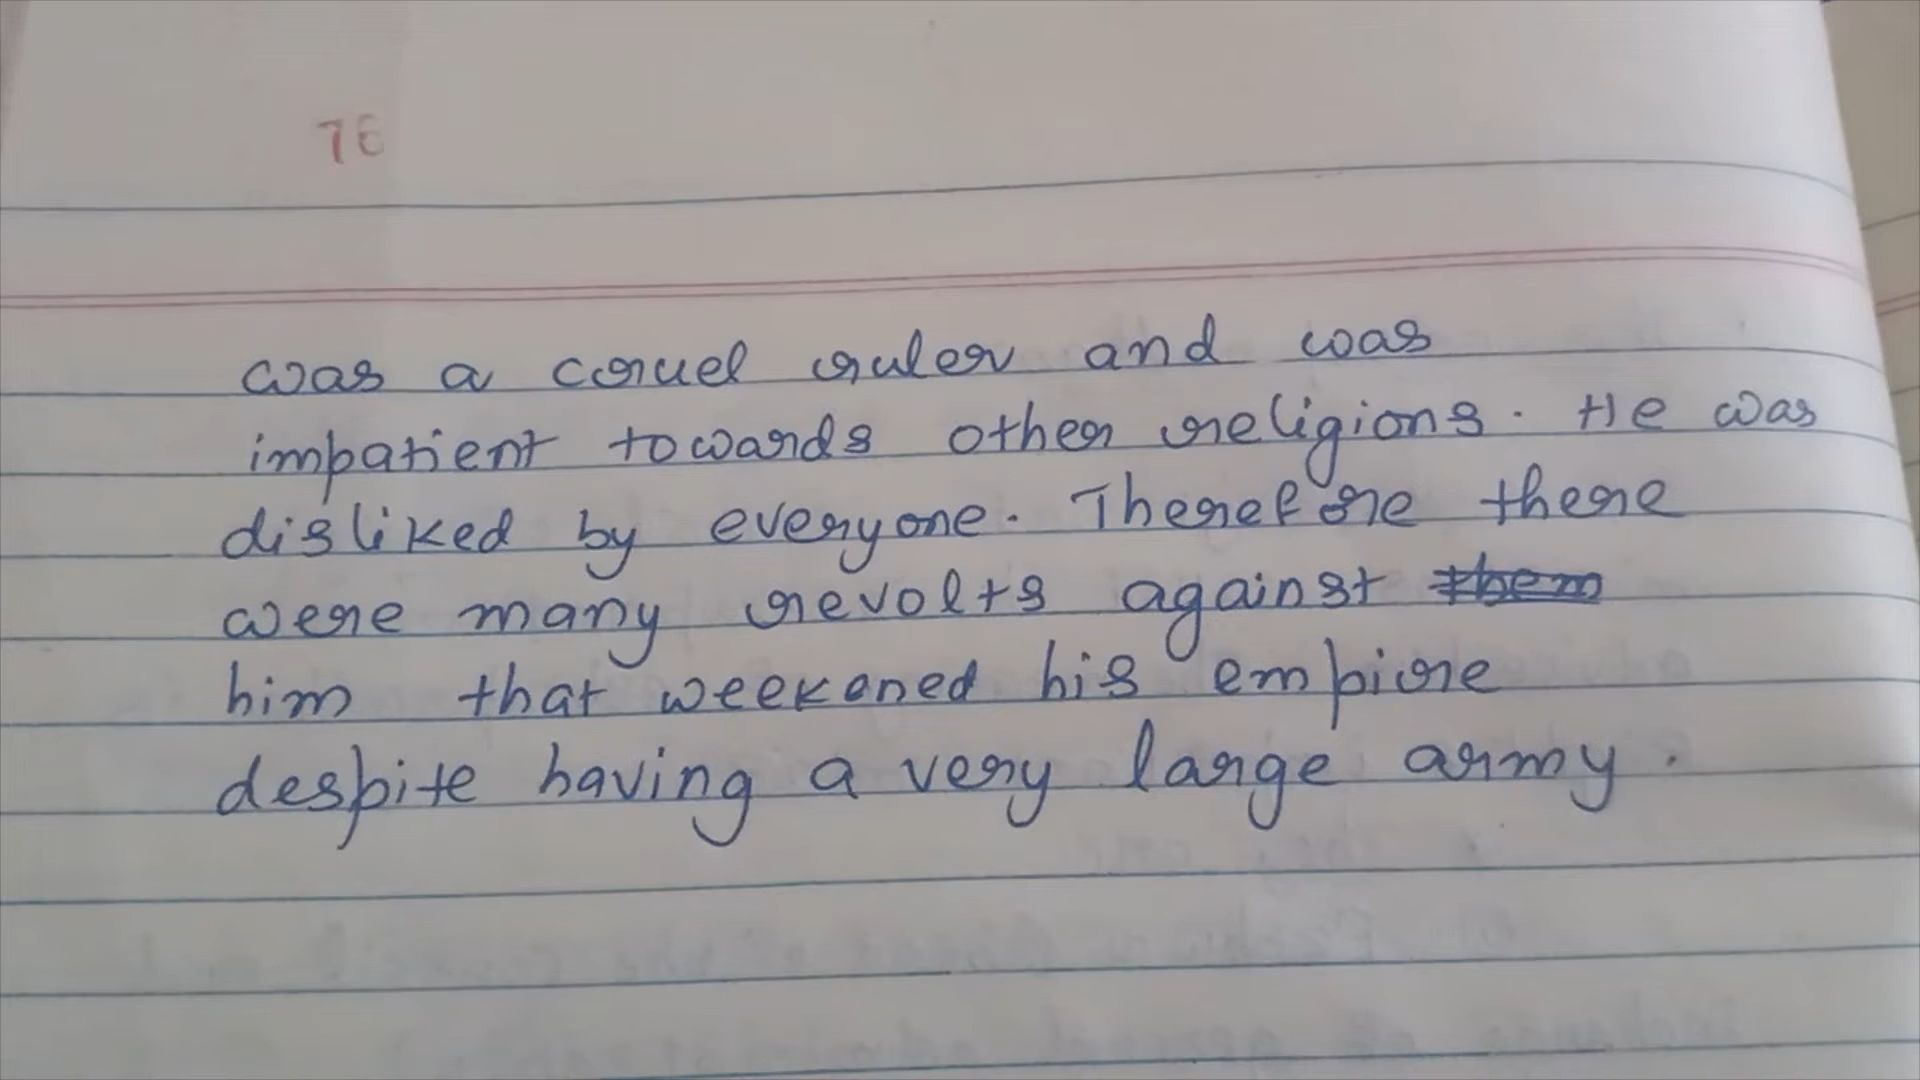 76
was a cruel ruler and was
impatient towards other religions. He was
disliked by everyone. Therefore there
were many revolts against ~~them~~
him that weekened his empire
despite having a very large army.